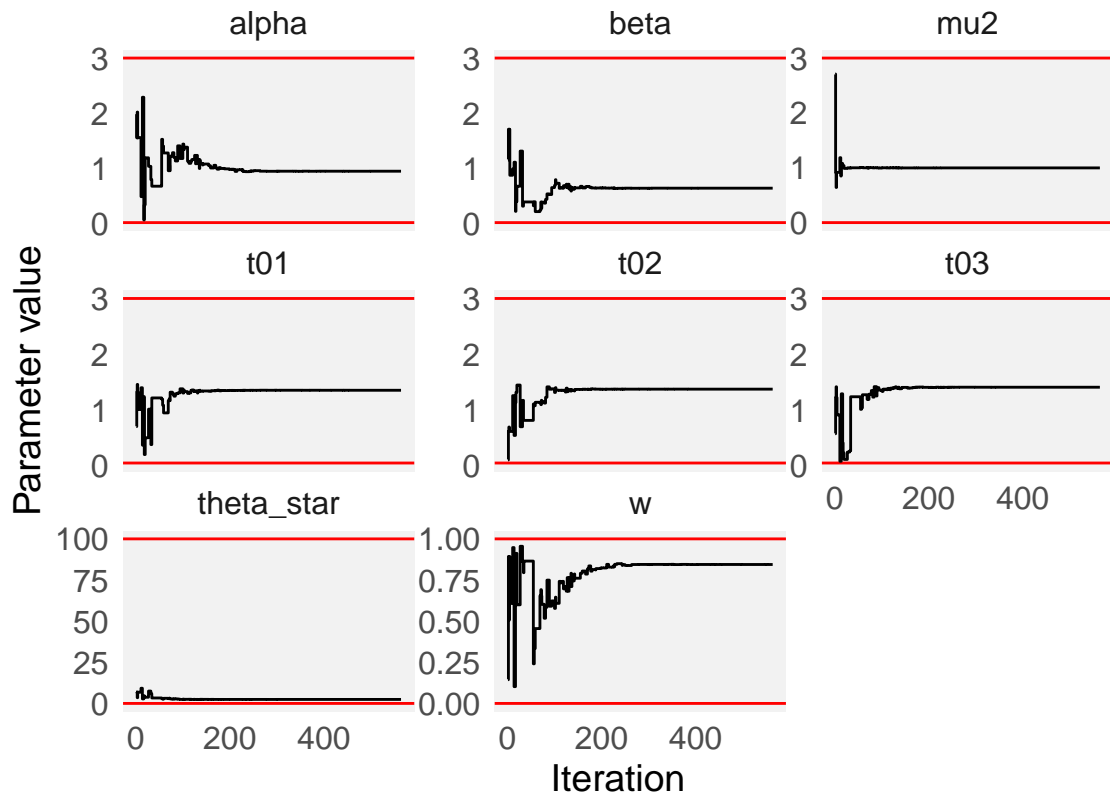 alpha beta mu2
3 3 3
2 2 2
1 1 1
0 0 0
t01 t02 t03
3 3 3
2 2 2
1 1 1
0 0 0
0 200 400
theta_star w
100 1.00
75 0.75
50 0.50
25 0.25
0 0.00
0 200 400 0 200 400
Iteration
Parameter value